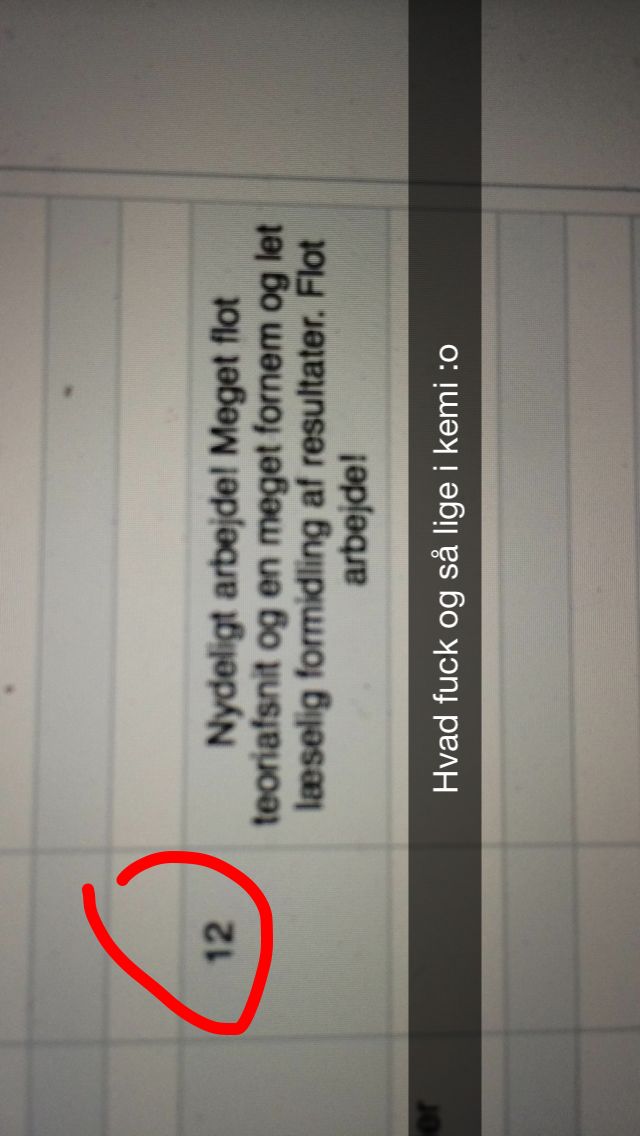 12
Nydeligt arbejde! Meget flot
teoriafsnit og en meget fornem og let
læselig formidling af resultater. Flot
arbejde!
Hvad fuck og så lige i kemi :o
er